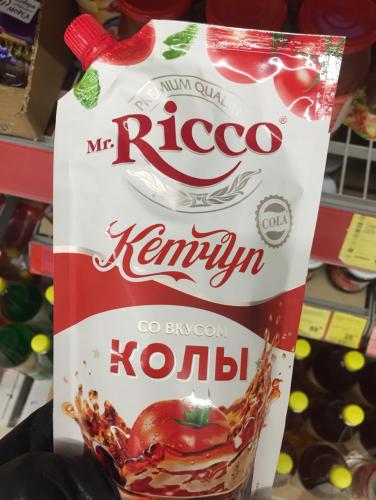 PREMIUM QUALITY
Mr. Ricco®
COLA
Кетчуп
СО ВКУСОМ
КОЛЫ